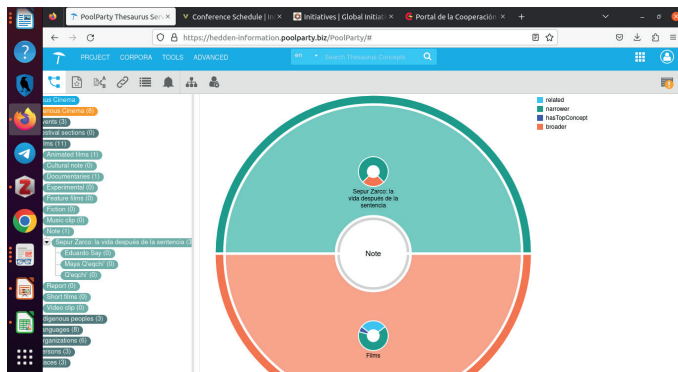 PoolParty Thesaurus Serv
Conference Schedule | In
Initiatives | Global Initiati
Portal de la Cooperación
https://hedden-information.poolparty.biz/PoolParty/#
PROJECT CORPORA TOOLS ADVANCED
en
Search Thesaurus Concepts
ous Cinema
enous Cinema (8)
vents (3)
estival sections (0)
lms (11)
Animated films (1)
Cultural note (0)
Documentaries (1)
Experimental (0)
Feature films (0)
Fiction (0)
Music clip (0)
Note (1)
Sepur Zarco: la vida después de la sentencia (3
Eduardo Say (0)
Maya Q'eqchi' (0)
Q'eqchi' (0)
Report (0)
Short films (0)
Video clip (0)
digenous peoples (3)
anguages (8)
rganizations (6)
ersons (3)
laces (3)
Sepur Zarco: la
vida después de la
sentencia
Note
Films
related
narrower
hasTopConcept
broader